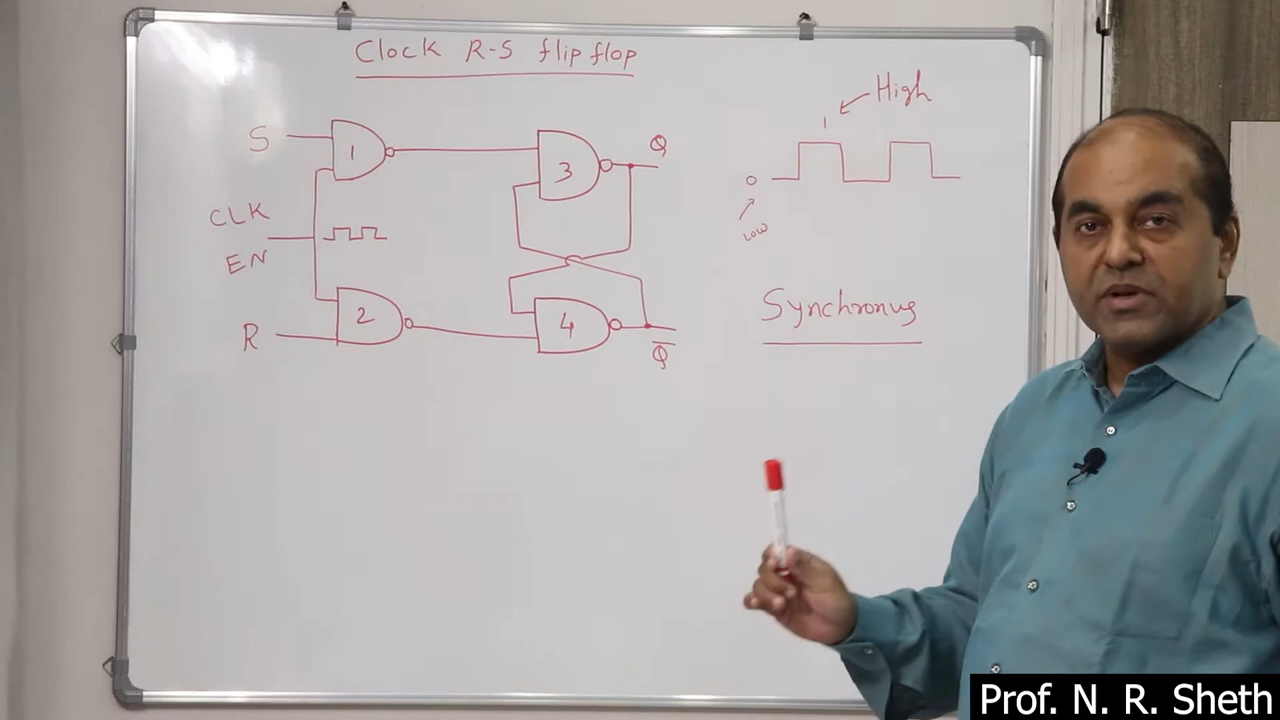 Clock R-S flip flop
S
1
3
Q
CLK
EN
R
2
4
Q̅
1
High
0
Low
Synchronus
Prof. N. R. Sheth